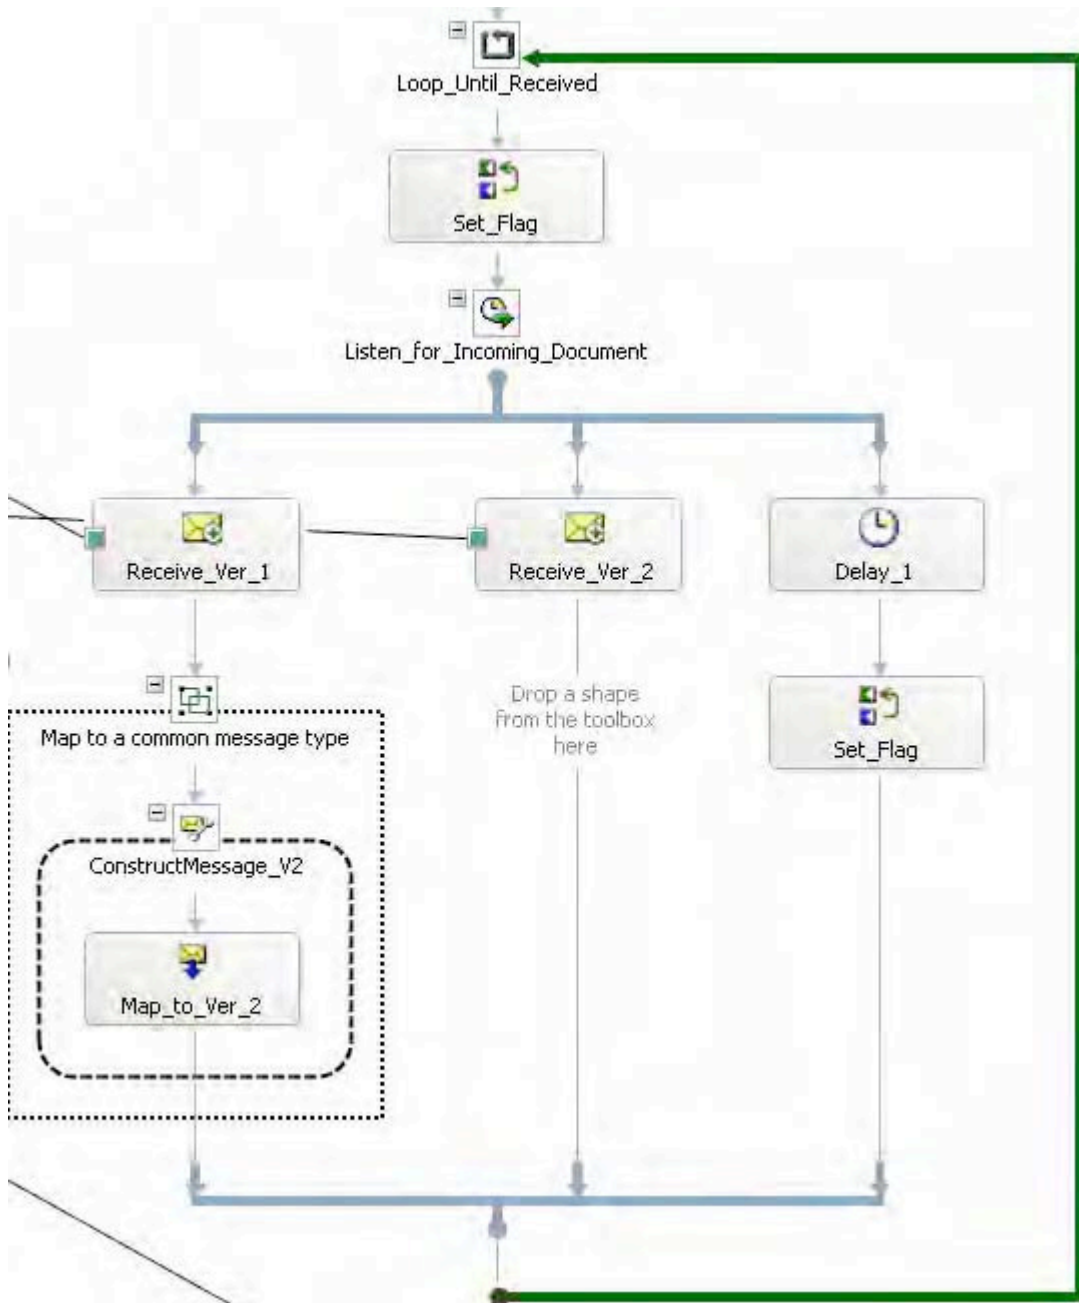 Loop_Until_Received
Set_Flag
Listen_for_Incoming_Document
Receive_Ver_1
Receive_Ver_2
Delay_1
Drop a shape
from the toolbox
here
Set_Flag
Map to a common message type
ConstructMessage_V2
Map_to_Ver_2